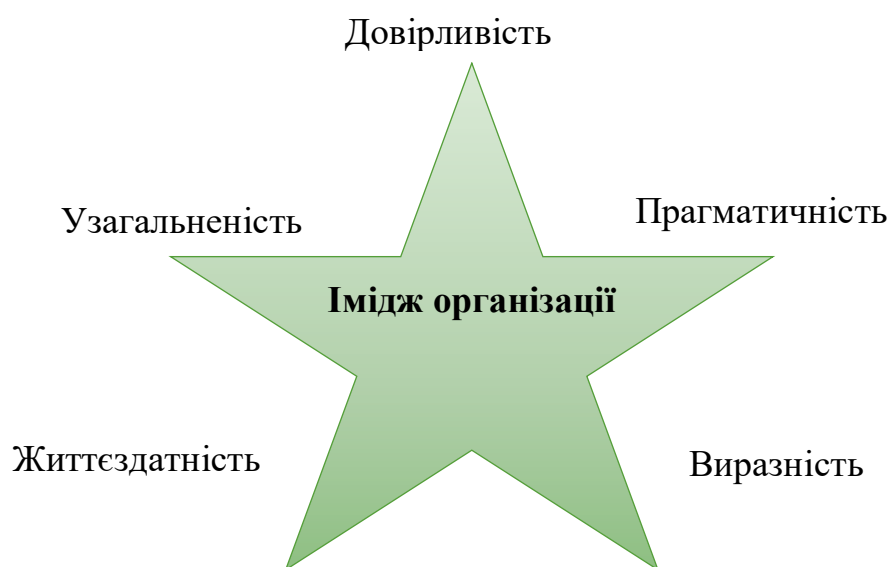 Довірливість
Узагальненість
Прагматичність
Імідж організації
Життєздатність
Виразність